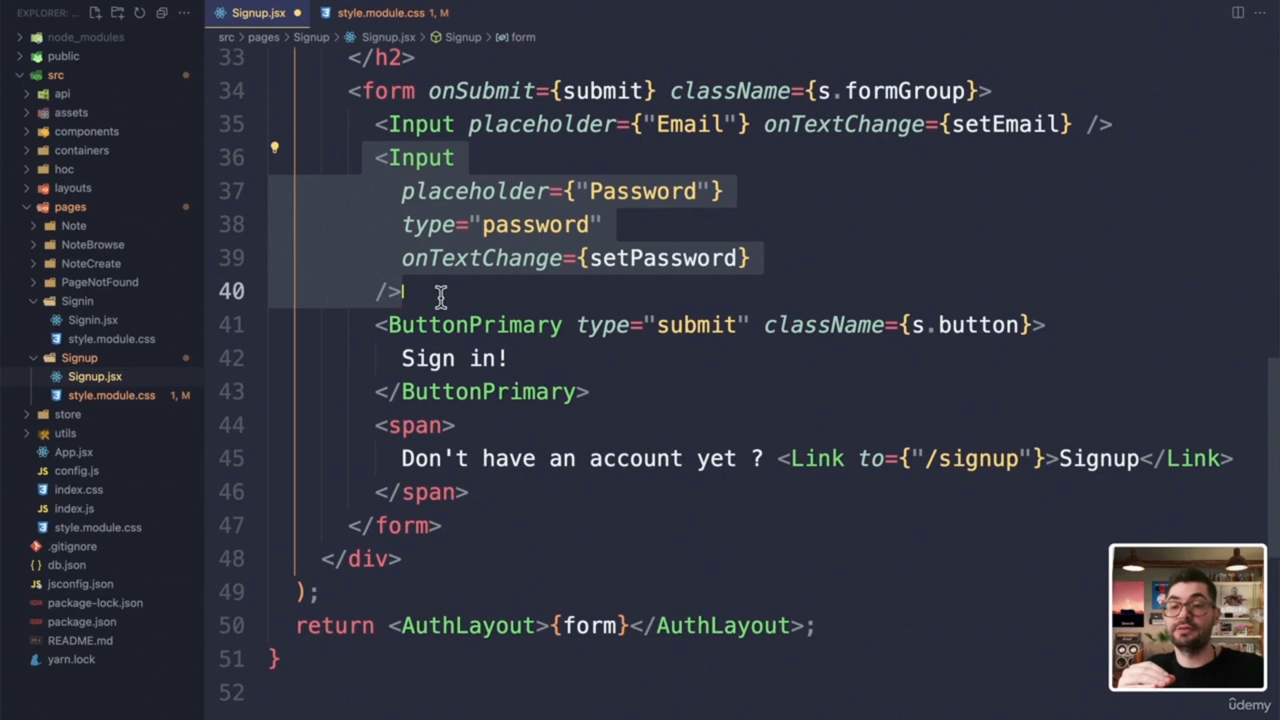 EXPLORER: ...
Signup.jsx
style.module.css 1, M
src > pages > Signup > Signup.jsx > Signup > form
node_modules
public
src
api
assets
components
containers
hoc
layouts
pages
Note
NoteBrowse
NoteCreate
PageNotFound
Signin
Signin.jsx
style.module.css
Signup
Signup.jsx
style.module.css 1, M
store
utils
App.jsx
config.js
index.css
JS index.js
style.module.css
.gitignore
{} db.json
JS jsconfig.json
package-lock.json
package.json
README.md
yarn.lock
33 </h2>
34 <form onSubmit={submit} className={s.formGroup}>
35 <Input placeholder={"Email"} onTextChange={setEmail} />
36 <Input
37 placeholder={"Password"}
38 type="password"
39 onTextChange={setPassword}
40 />
41 <ButtonPrimary type="submit" className={s.button}>
42 Sign in!
43 </ButtonPrimary>
44 <span>
45 Don't have an account yet ? <Link to={"/signup"}>Signup</Link>
46 </span>
47 </form>
48 </div>
49 );
50 return <AuthLayout>{form}</AuthLayout>;
51 }
52
ûdemy